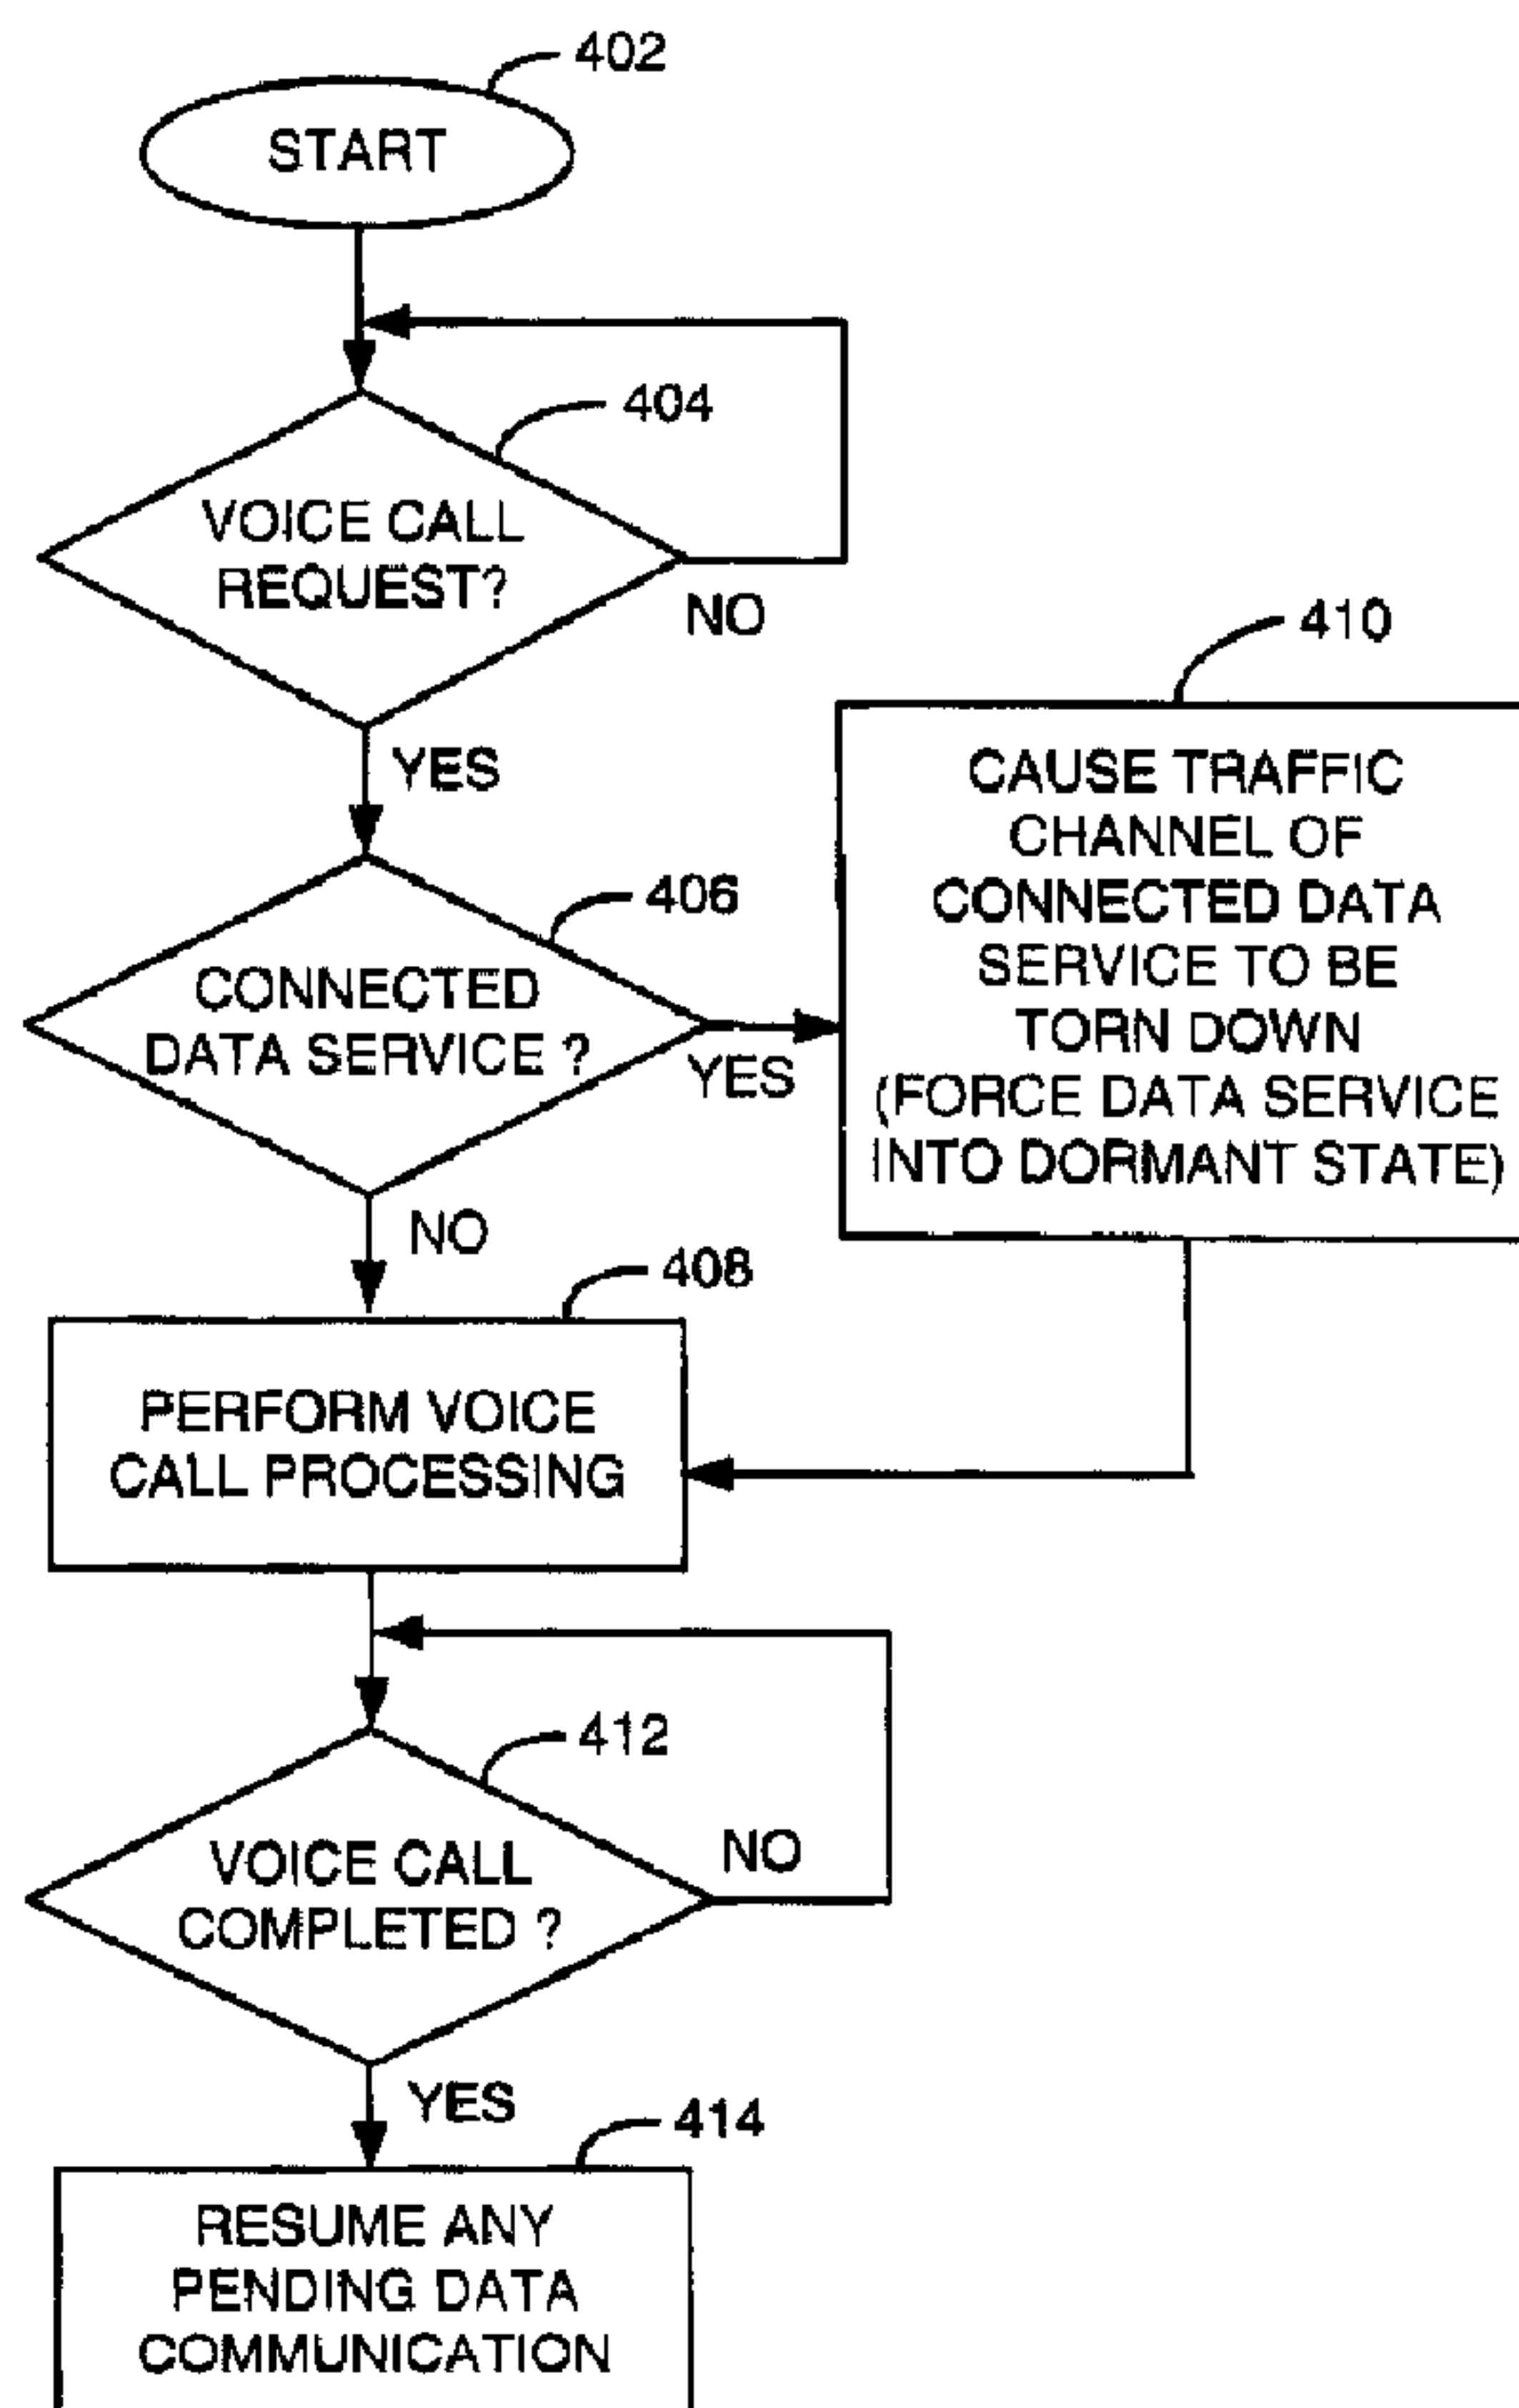 402
START
404
VOICE CALL
REQUEST?
NO
YES
406
CONNECTED
DATA SERVICE ?
YES
NO
410
CAUSE TRAFFIC
CHANNEL OF
CONNECTED DATA
SERVICE TO BE
TORN DOWN
(FORCE DATA SERVICE
INTO DORMANT STATE)
408
PERFORM VOICE
CALL PROCESSING
412
VOICE CALL
COMPLETED ?
NO
YES
414
RESUME ANY
PENDING DATA
COMMUNICATION